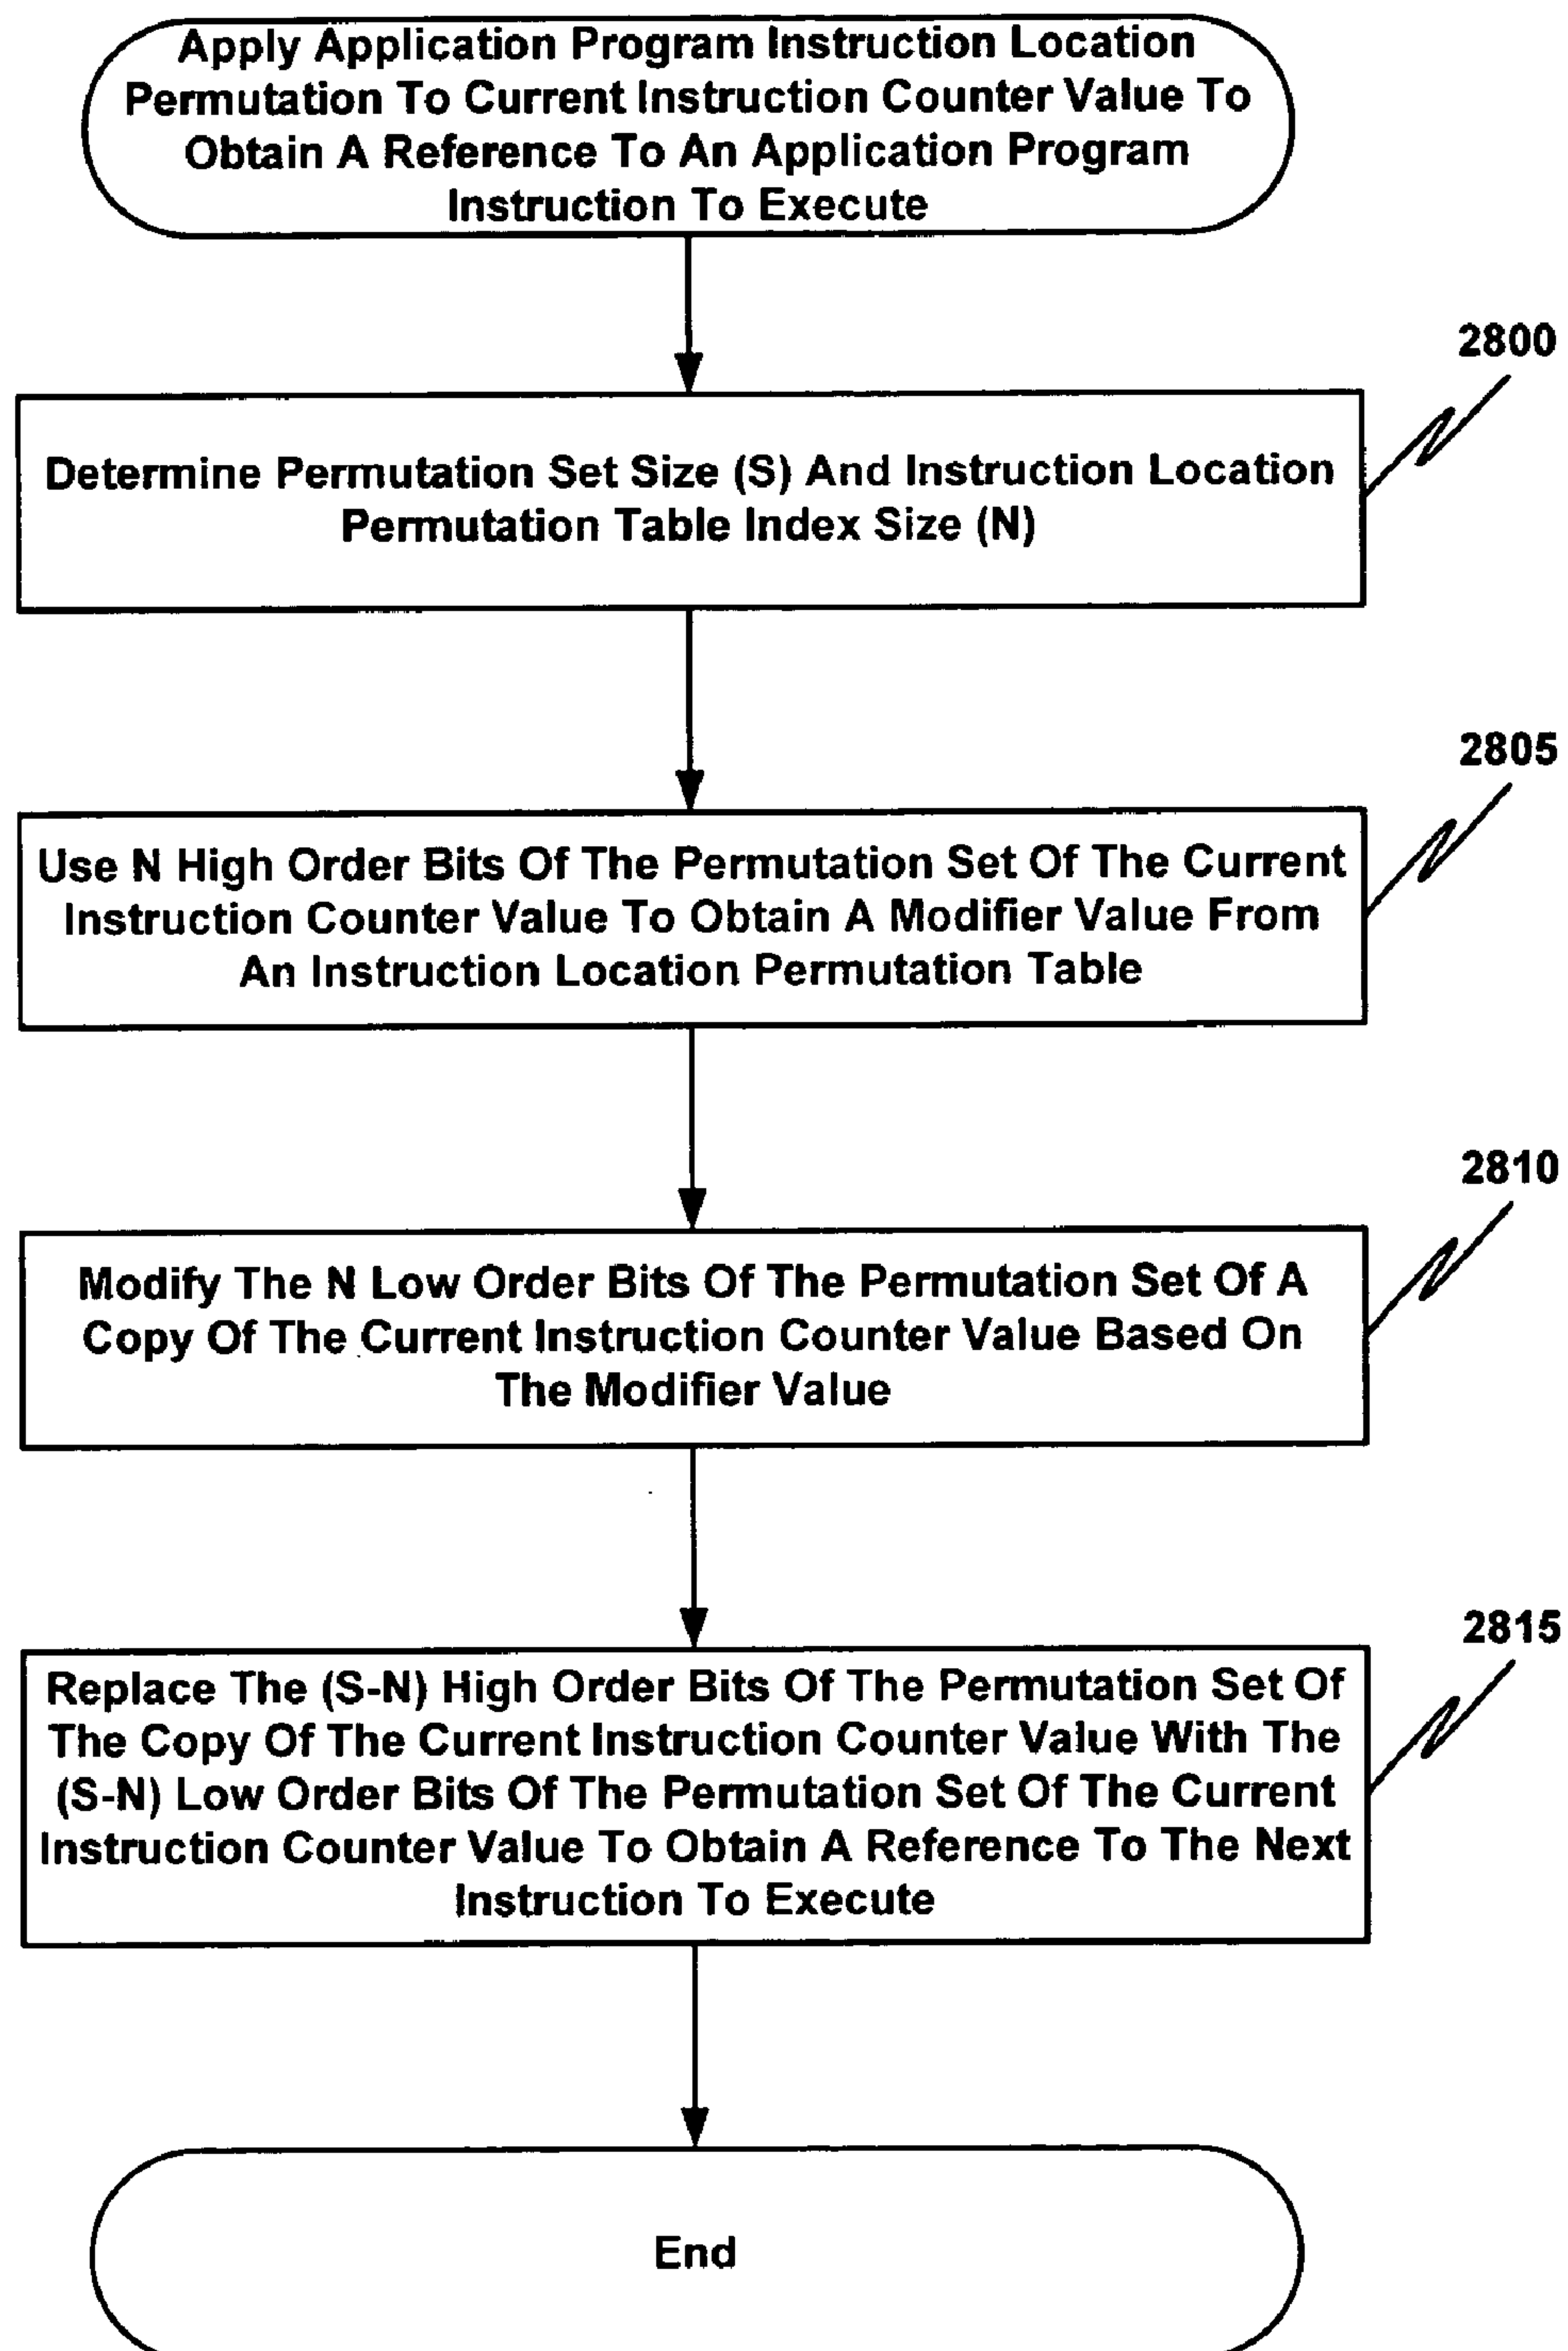 Apply Application Program Instruction Location
Permutation To Current Instruction Counter Value To
Obtain A Reference To An Application Program
Instruction To Execute
2800
Determine Permutation Set Size (S) And Instruction Location
Permutation Table Index Size (N)
2805
Use N High Order Bits Of The Permutation Set Of The Current
Instruction Counter Value To Obtain A Modifier Value From
An Instruction Location Permutation Table
2810
Modify The N Low Order Bits Of The Permutation Set Of A
Copy Of The Current Instruction Counter Value Based On
The Modifier Value
2815
Replace The (S-N) High Order Bits Of The Permutation Set Of
The Copy Of The Current Instruction Counter Value With The
(S-N) Low Order Bits Of The Permutation Set Of The Current
Instruction Counter Value To Obtain A Reference To The Next
Instruction To Execute
End